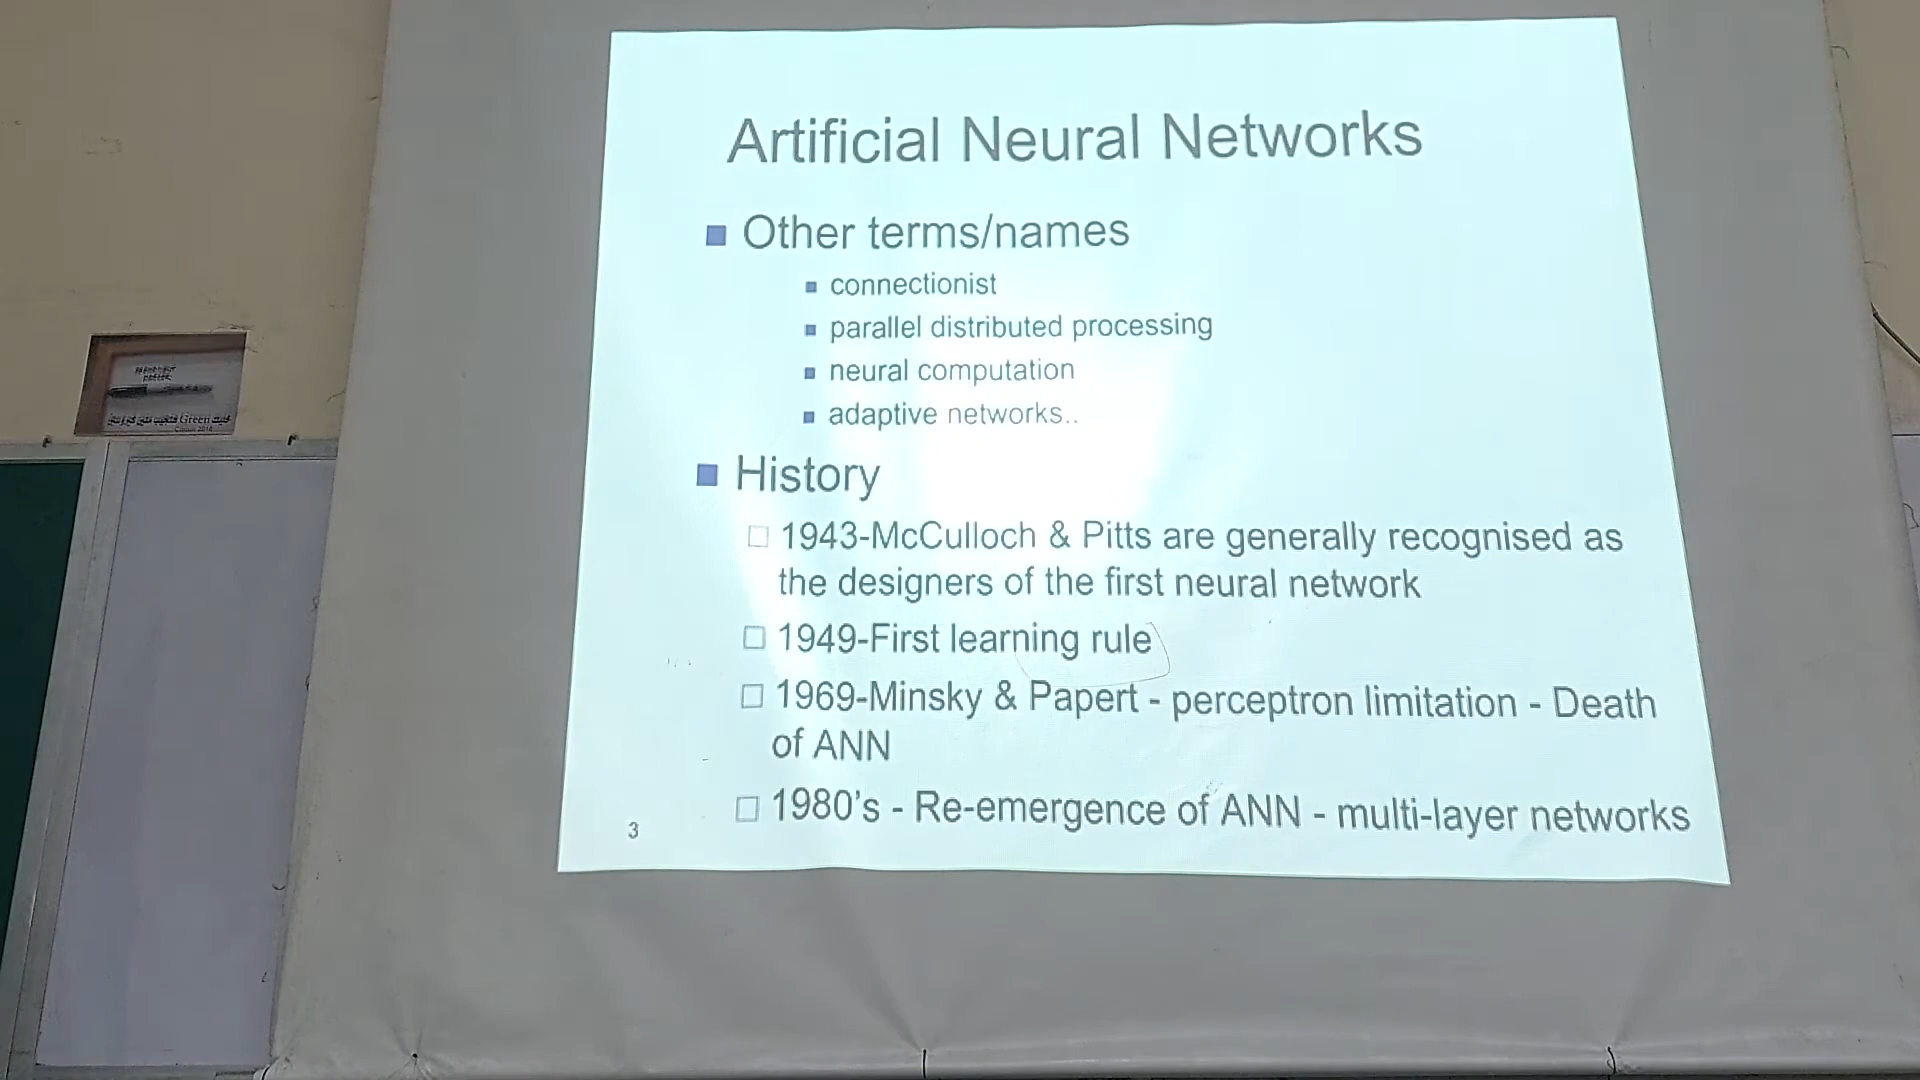 Artificial Neural Networks
Other terms/names
connectionist
parallel distributed processing
neural computation
adaptive networks..
History
1943-McCulloch & Pitts are generally recognised as
the designers of the first neural network
1949-First learning rule
1969-Minsky & Papert - perceptron limitation - Death
of ANN
1980's - Re-emergence of ANN - multi-layer networks
3
Green